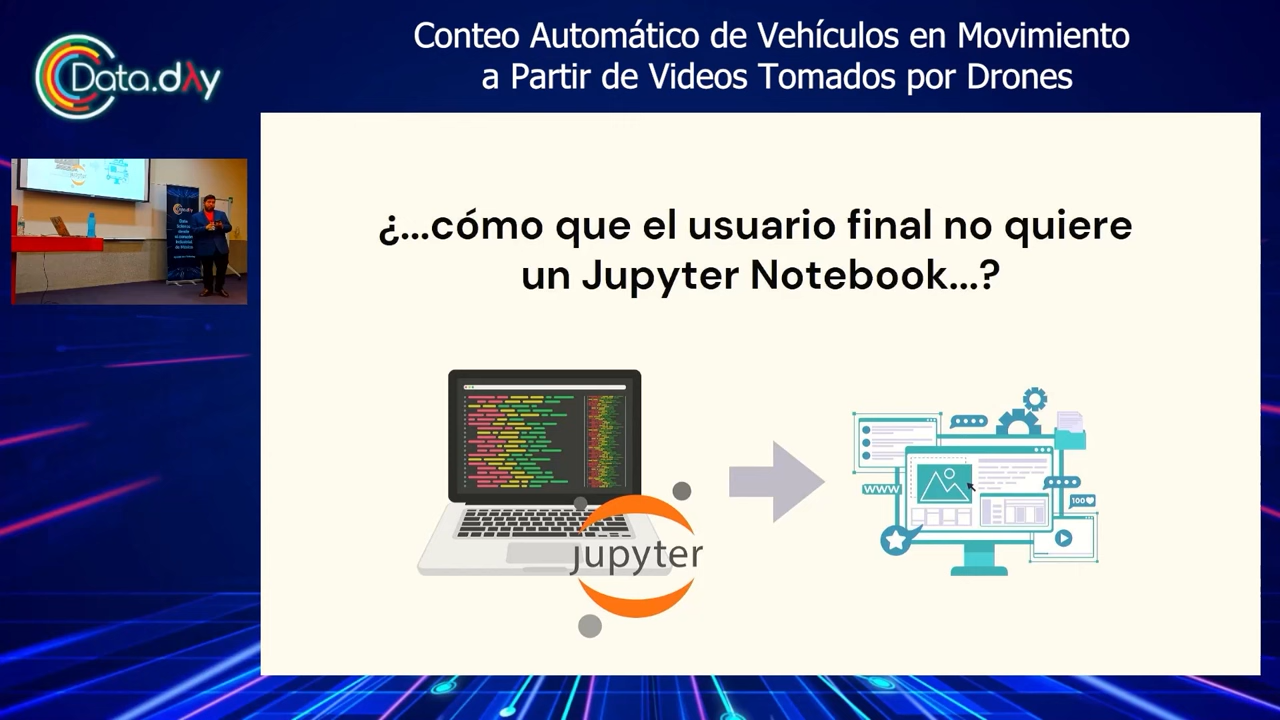 Conteo Automático de Vehículos en Movimiento
a Partir de Videos Tomados por Drones
Data.dλy
¿...cómo que el usuario final no quiere
un Jupyter Notebook...?
jupyter
WWW
100